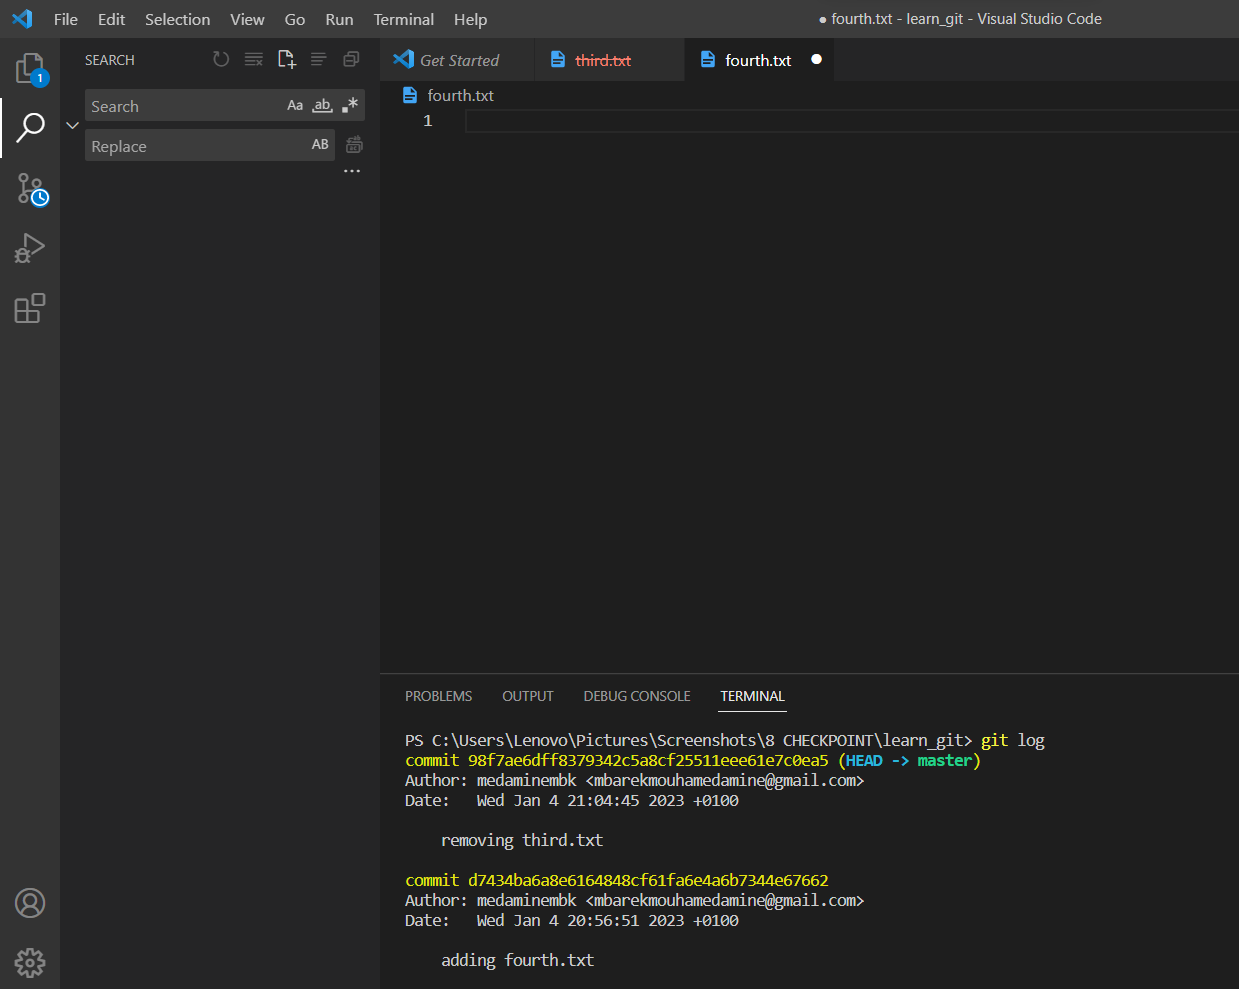 File Edit Selection View Go Run Terminal Help
● fourth.txt - learn_git - Visual Studio Code
1
SEARCH
Search
Aa ab .*
Replace
AB
...
Get Started
third.txt
fourth.txt ●
fourth.txt
1
PROBLEMS OUTPUT DEBUG CONSOLE TERMINAL
PS C:\Users\Lenovo\Pictures\Screenshots\8 CHECKPOINT\learn_git> git log
commit 98f7ae6dff8379342c5a8cf25511eee61e7c0ea5 (HEAD -> master)
Author: medaminembk <mbarekmouhamedamine@gmail.com>
Date:   Wed Jan 4 21:04:45 2023 +0100
    removing third.txt
commit d7434ba6a8e6164848cf61fa6e4a6b7344e67662
Author: medaminembk <mbarekmouhamedamine@gmail.com>
Date:   Wed Jan 4 20:56:51 2023 +0100
    adding fourth.txt